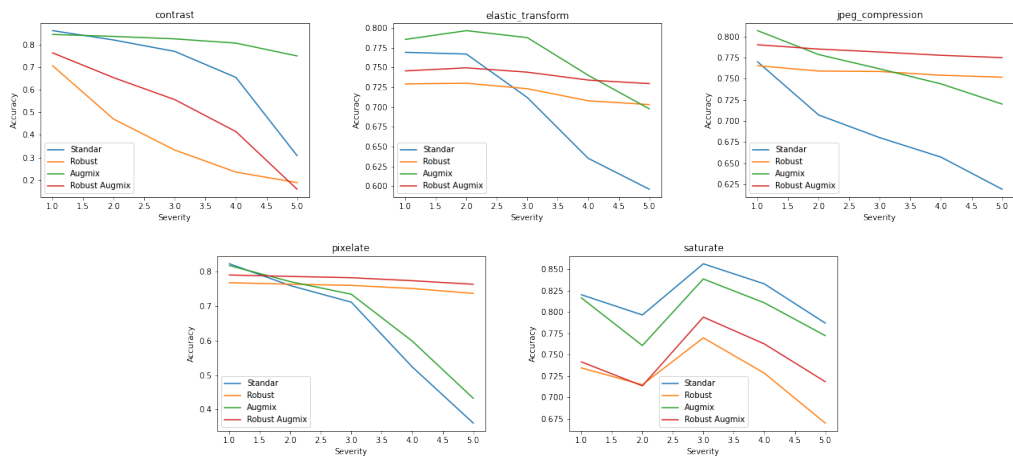 contrast
Accuracy
0.8
0.7
0.6
0.5
0.4
0.3
0.2
Standar
Robust
Augmix
Robust Augmix
1.0 1.5 2.0 2.5 3.0 3.5 4.0 4.5 5.0
Severity
elastic_transform
Accuracy
0.800
0.775
0.750
0.725
0.700
0.675
0.650
0.625
0.600
Standar
Robust
Augmix
Robust Augmix
1.0 1.5 2.0 2.5 3.0 3.5 4.0 4.5 5.0
Severity
jpeg_compression
Accuracy
0.800
0.775
0.750
0.725
0.700
0.675
0.650
0.625
Standar
Robust
Augmix
Robust Augmix
1.0 1.5 2.0 2.5 3.0 3.5 4.0 4.5 5.0
Severity
pixelate
Accuracy
0.8
0.7
0.6
0.5
0.4
Standar
Robust
Augmix
Robust Augmix
1.0 1.5 2.0 2.5 3.0 3.5 4.0 4.5 5.0
Severity
saturate
Accuracy
0.850
0.825
0.800
0.775
0.750
0.725
0.700
0.675
Standar
Robust
Augmix
Robust Augmix
1.0 1.5 2.0 2.5 3.0 3.5 4.0 4.5 5.0
Severity